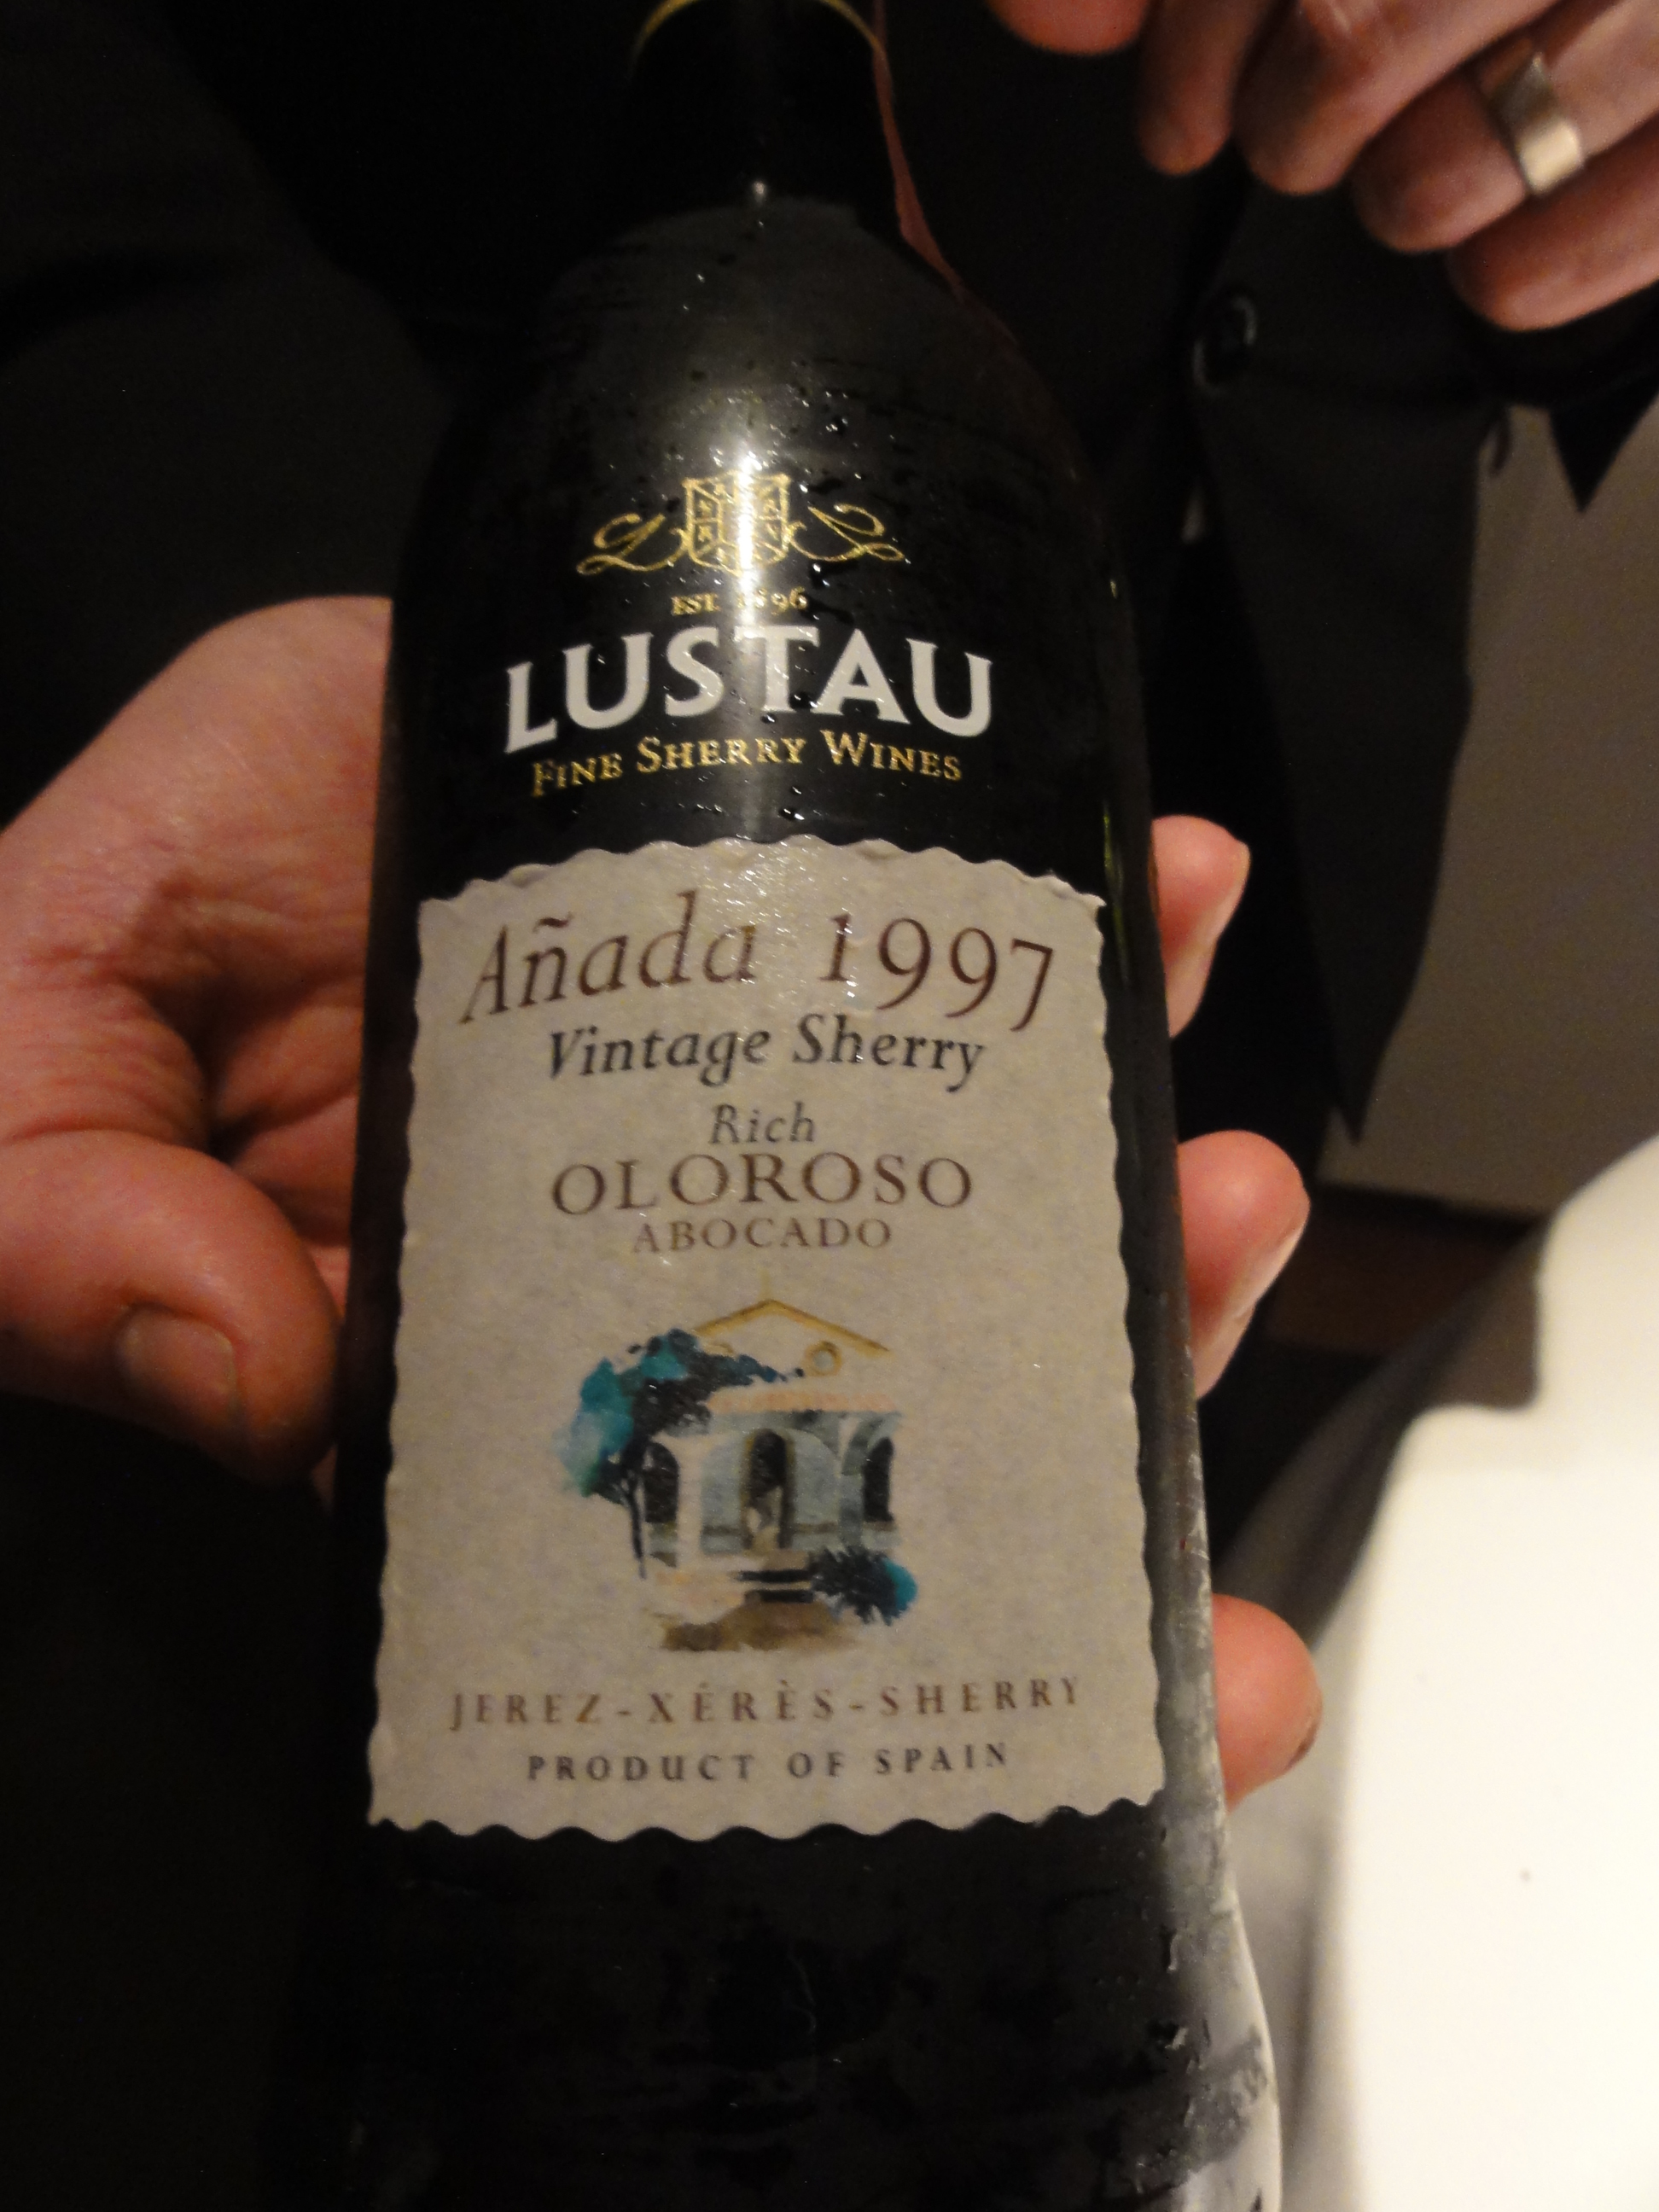 EST. 1896
LUSTAU
FINE SHERRY WINES
Añada 1997
Vintage Sherry
Rich
OLOROSO
ABOCADO
JEREZ-XÉRÈS-SHERRY
PRODUCT OF SPAIN